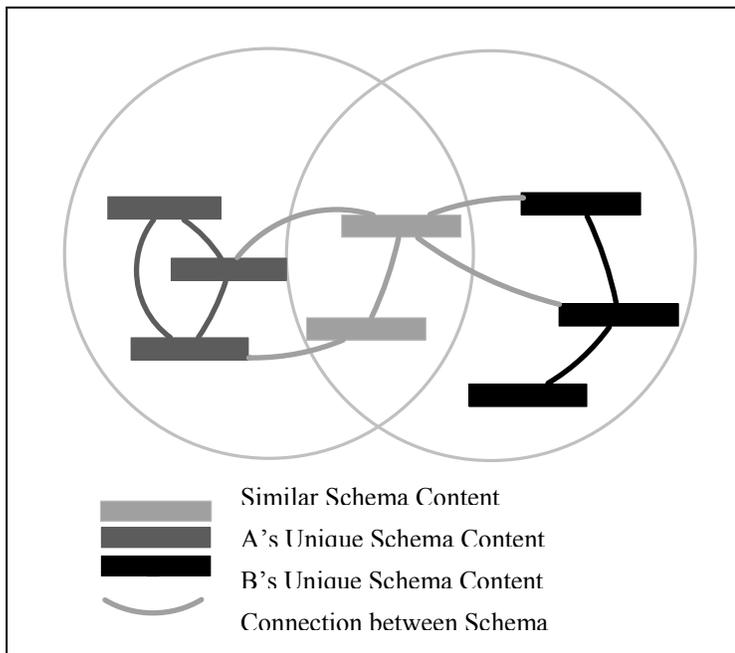 Similar Schema Content
A's Unique Schema Content
B's Unique Schema Content
Connection between Schema